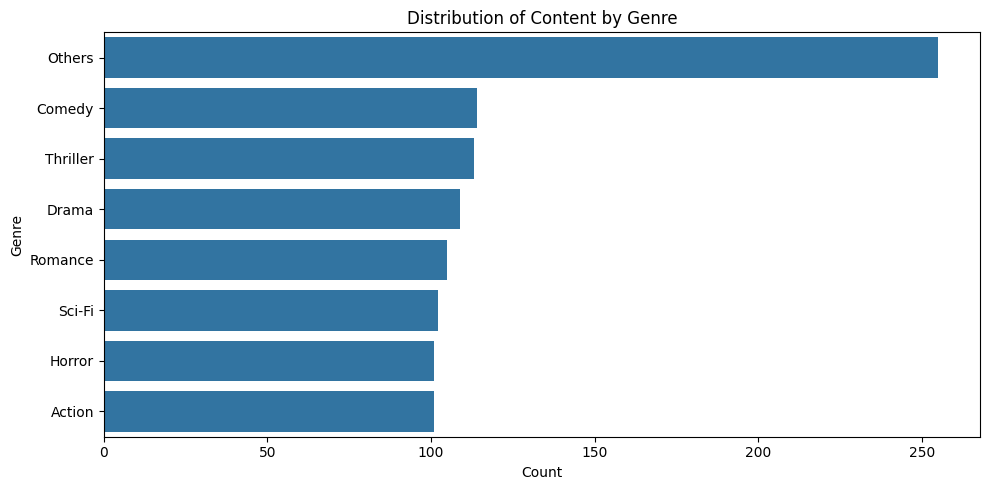 Distribution of Content by Genre
Others
Comedy
Thriller
Drama
Romance
Sci-Fi
Horror
Action
Genre
0 50 100 150 200 250
Count